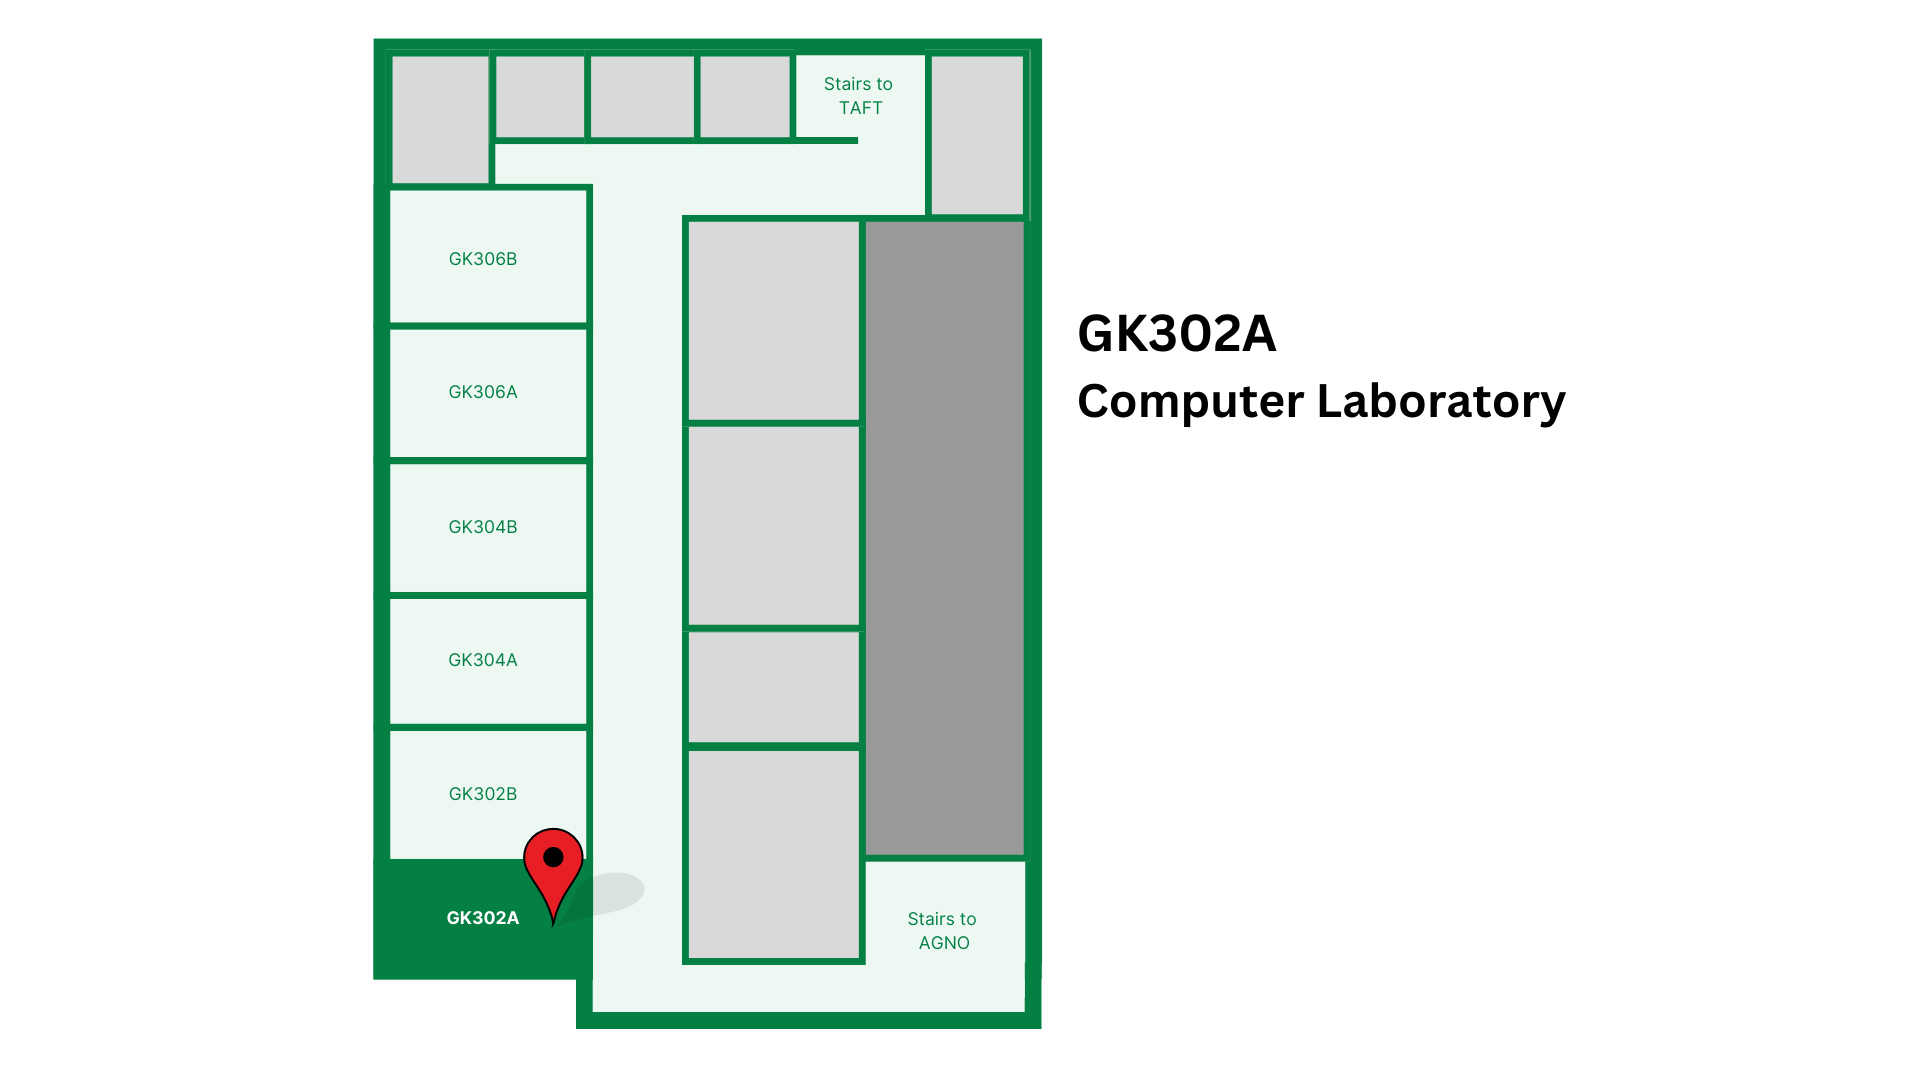 Stairs to
TAFT
GK306B
GK306A
GK304B
GK304A
GK302B
GK302A
Stairs to
AGNO
GK302A
Computer Laboratory